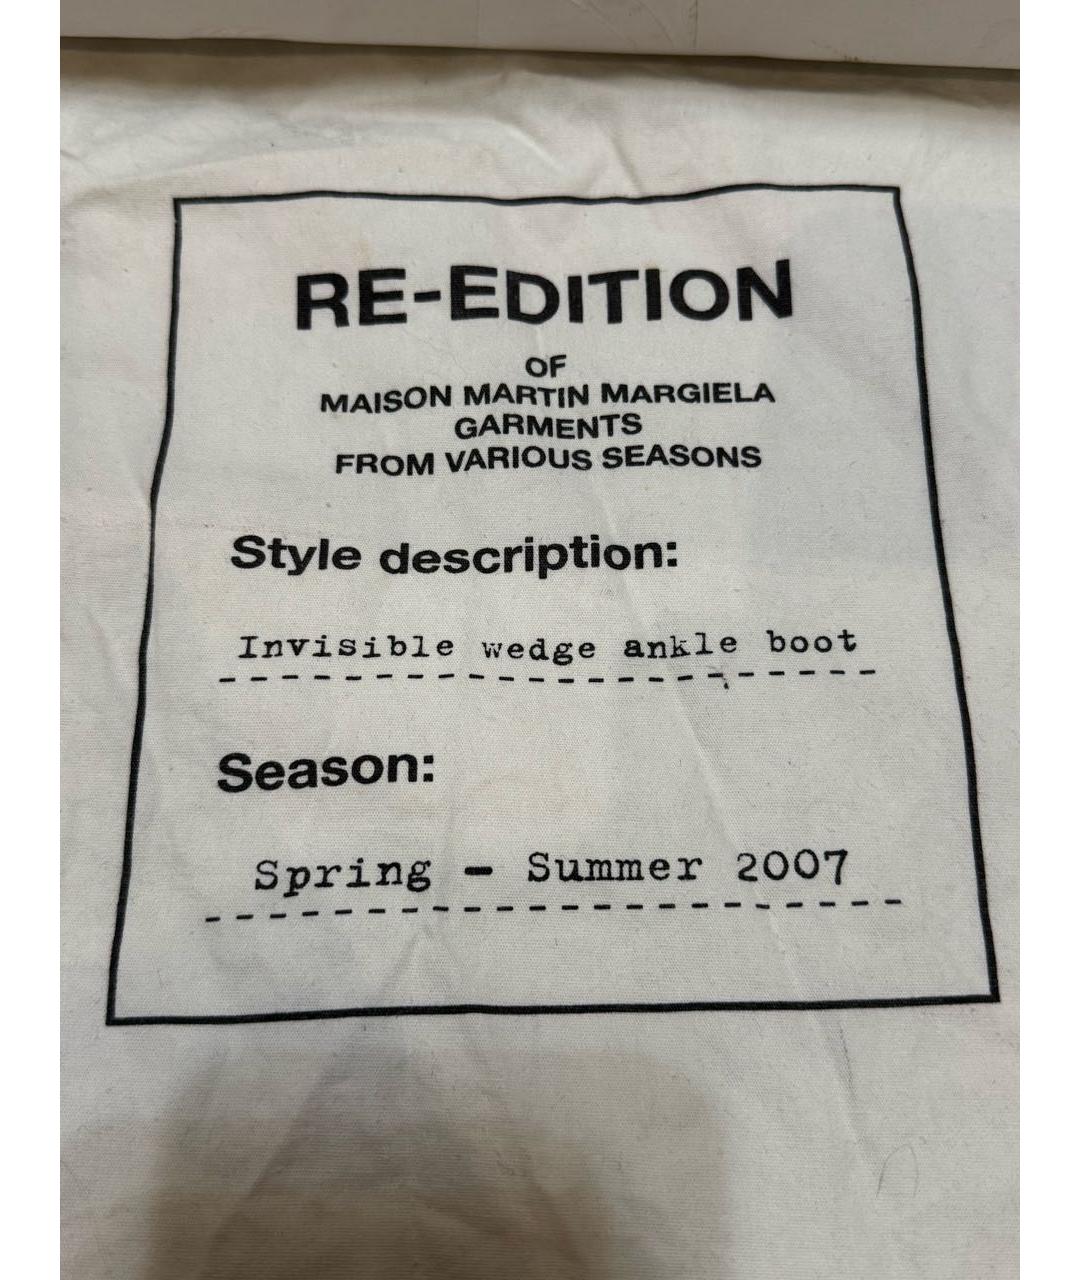 RE-EDITION
OF
MAISON MARTIN MARGIELA
GARMENTS
FROM VARIOUS SEASONS
Style description:
Invisible wedge ankle boot
Season:
Spring - Summer 2007